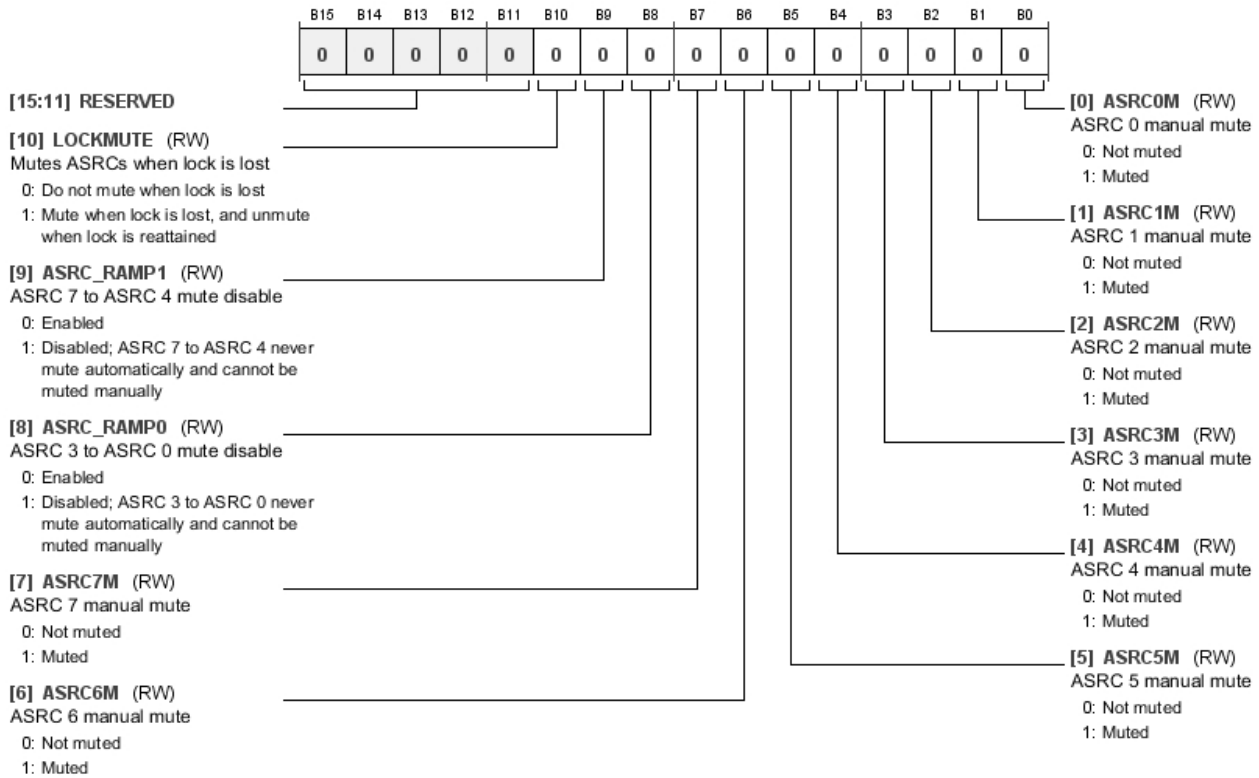 B15 B14 B13 B12 B11 B10 B9 B8 B7 B6 B5 B4 B3 B2 B1 B0
0 0 0 0 0 0 0 0 0 0 0 0 0 0 0 0
[15:11] RESERVED
[10] LOCKMUTE (RW)
Mutes ASRCs when lock is lost
0: Do not mute when lock is lost
1: Mute when lock is lost, and unmute
when lock is reattained
[9] ASRC_RAMP1 (RW)
ASRC 7 to ASRC 4 mute disable
0: Enabled
1: Disabled; ASRC 7 to ASRC 4 never
mute automatically and cannot be
muted manually
[8] ASRC_RAMP0 (RW)
ASRC 3 to ASRC 0 mute disable
0: Enabled
1: Disabled; ASRC 3 to ASRC 0 never
mute automatically and cannot be
muted manually
[7] ASRC7M (RW)
ASRC 7 manual mute
0: Not muted
1: Muted
[6] ASRC6M (RW)
ASRC 6 manual mute
0: Not muted
1: Muted
[0] ASRC0M (RW)
ASRC 0 manual mute
0: Not muted
1: Muted
[1] ASRC1M (RW)
ASRC 1 manual mute
0: Not muted
1: Muted
[2] ASRC2M (RW)
ASRC 2 manual mute
0: Not muted
1: Muted
[3] ASRC3M (RW)
ASRC 3 manual mute
0: Not muted
1: Muted
[4] ASRC4M (RW)
ASRC 4 manual mute
0: Not muted
1: Muted
[5] ASRC5M (RW)
ASRC 5 manual mute
0: Not muted
1: Muted